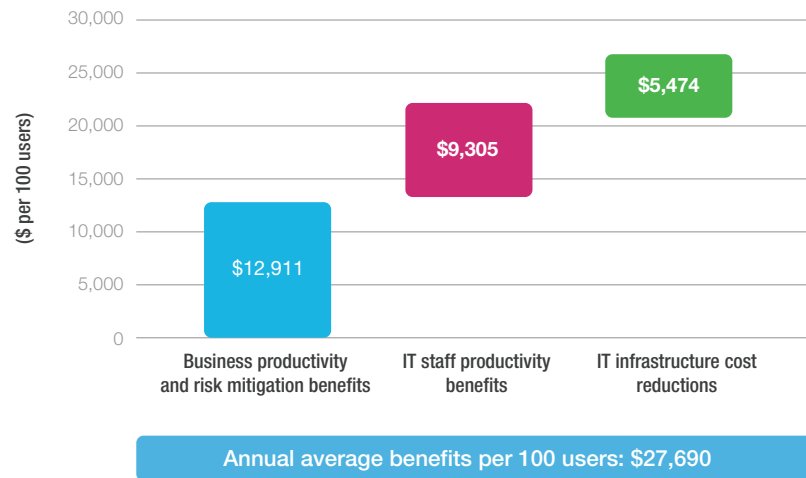 30,000
25,000
20,000
15,000
10,000
5,000
0
($ per 100 users)
$12,911
$9,305
$5,474
Business productivity
and risk mitigation benefits
IT staff productivity
benefits
IT infrastructure cost
reductions
Annual average benefits per 100 users: $27,690